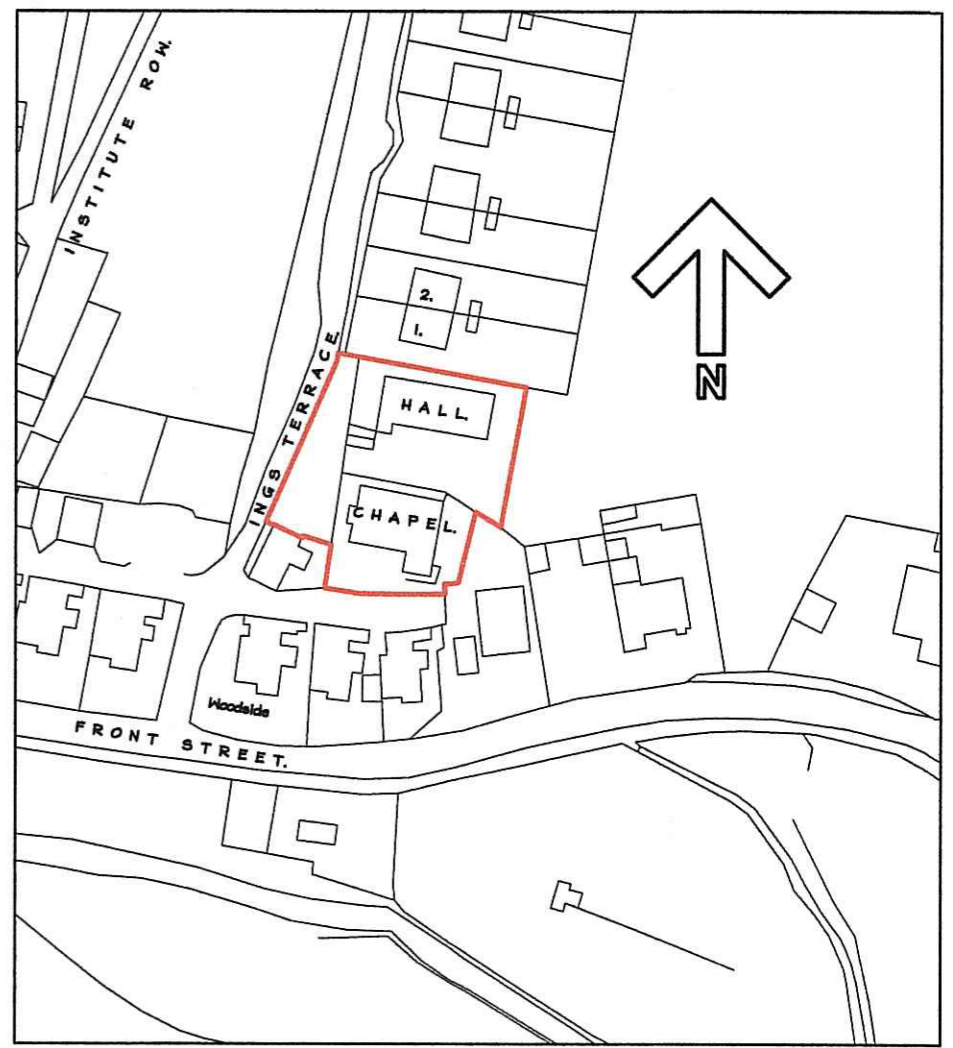 INSTITUTE ROW.
2.
1.
INGS TERRACE.
N
HALL.
CHAPEL.
Woodside
FRONT STREET.